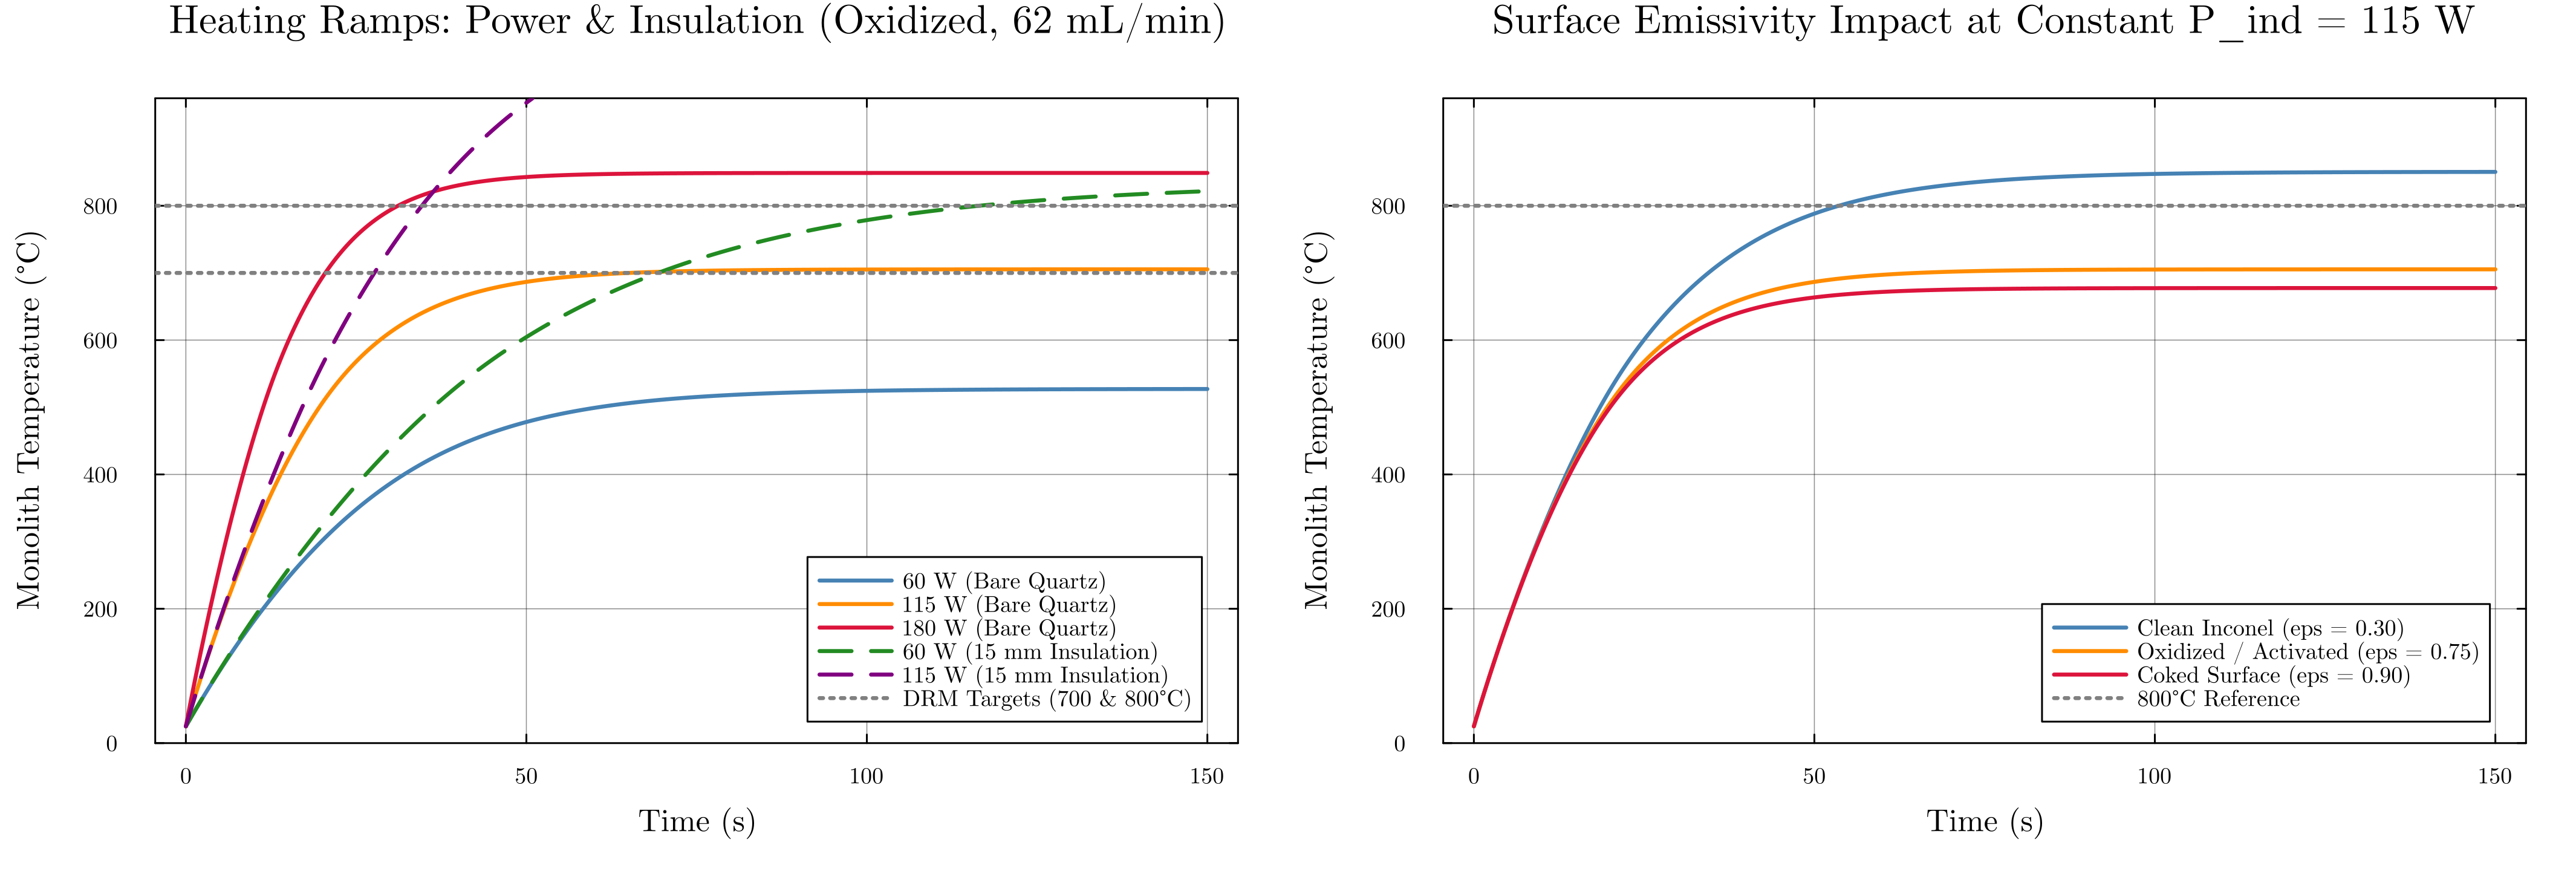 Heating Ramps: Power & Insulation (Oxidized, 62 mL/min)
Monolith Temperature (°C)
800
600
400
200
0
0 50 100 150
Time (s)
60 W (Bare Quartz)
115 W (Bare Quartz)
180 W (Bare Quartz)
60 W (15 mm Insulation)
115 W (15 mm Insulation)
DRM Targets (700 & 800°C)
Surface Emissivity Impact at Constant P_ind = 115 W
Monolith Temperature (°C)
800
600
400
200
0
0 50 100 150
Time (s)
Clean Inconel (eps = 0.30)
Oxidized / Activated (eps = 0.75)
Coked Surface (eps = 0.90)
800°C Reference